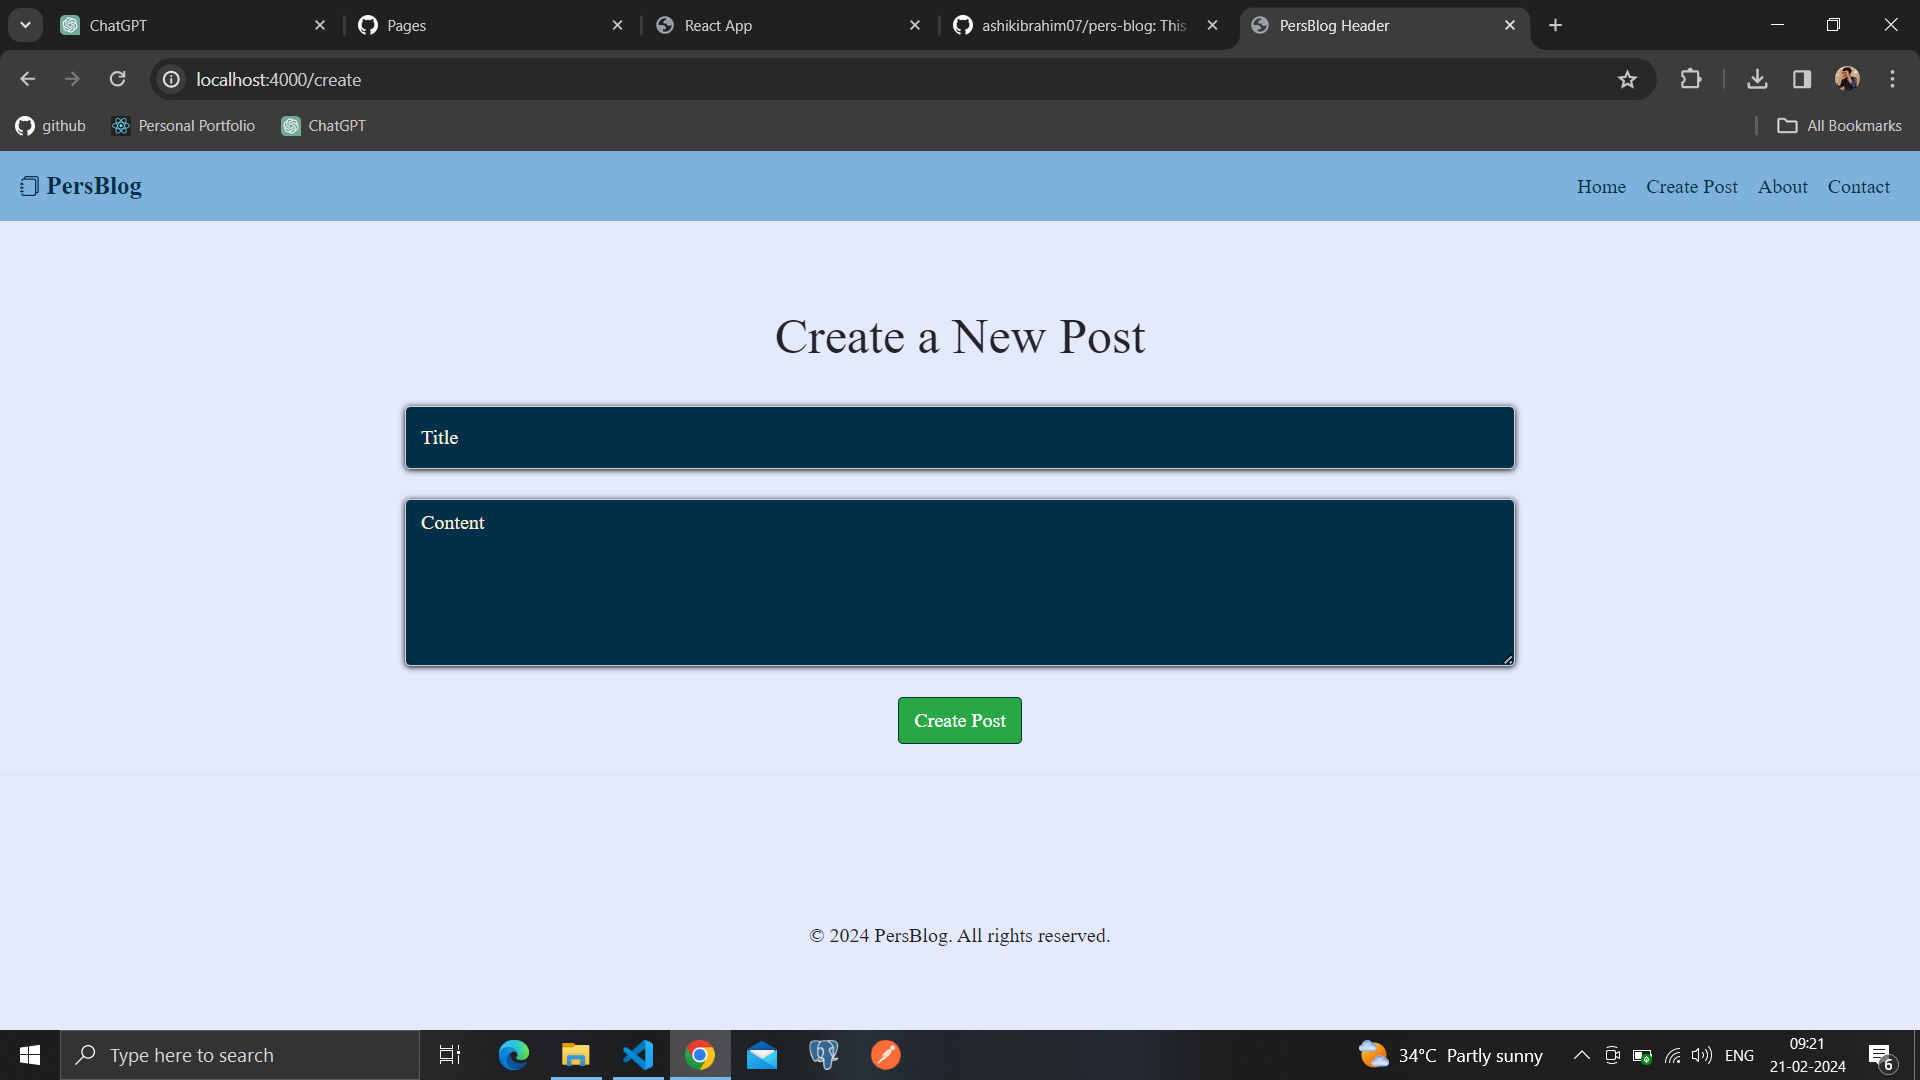 ChatGPT
Pages
React App
ashikibrahim07/pers-blog: This
PersBlog Header
localhost:4000/create
github
Personal Portfolio
ChatGPT
All Bookmarks
PersBlog
Home
Create Post
About
Contact
Create a New Post
Title
Content
Create Post
© 2024 PersBlog. All rights reserved.
Type here to search
34°C Partly sunny
ENG
09:21
21-02-2024
6